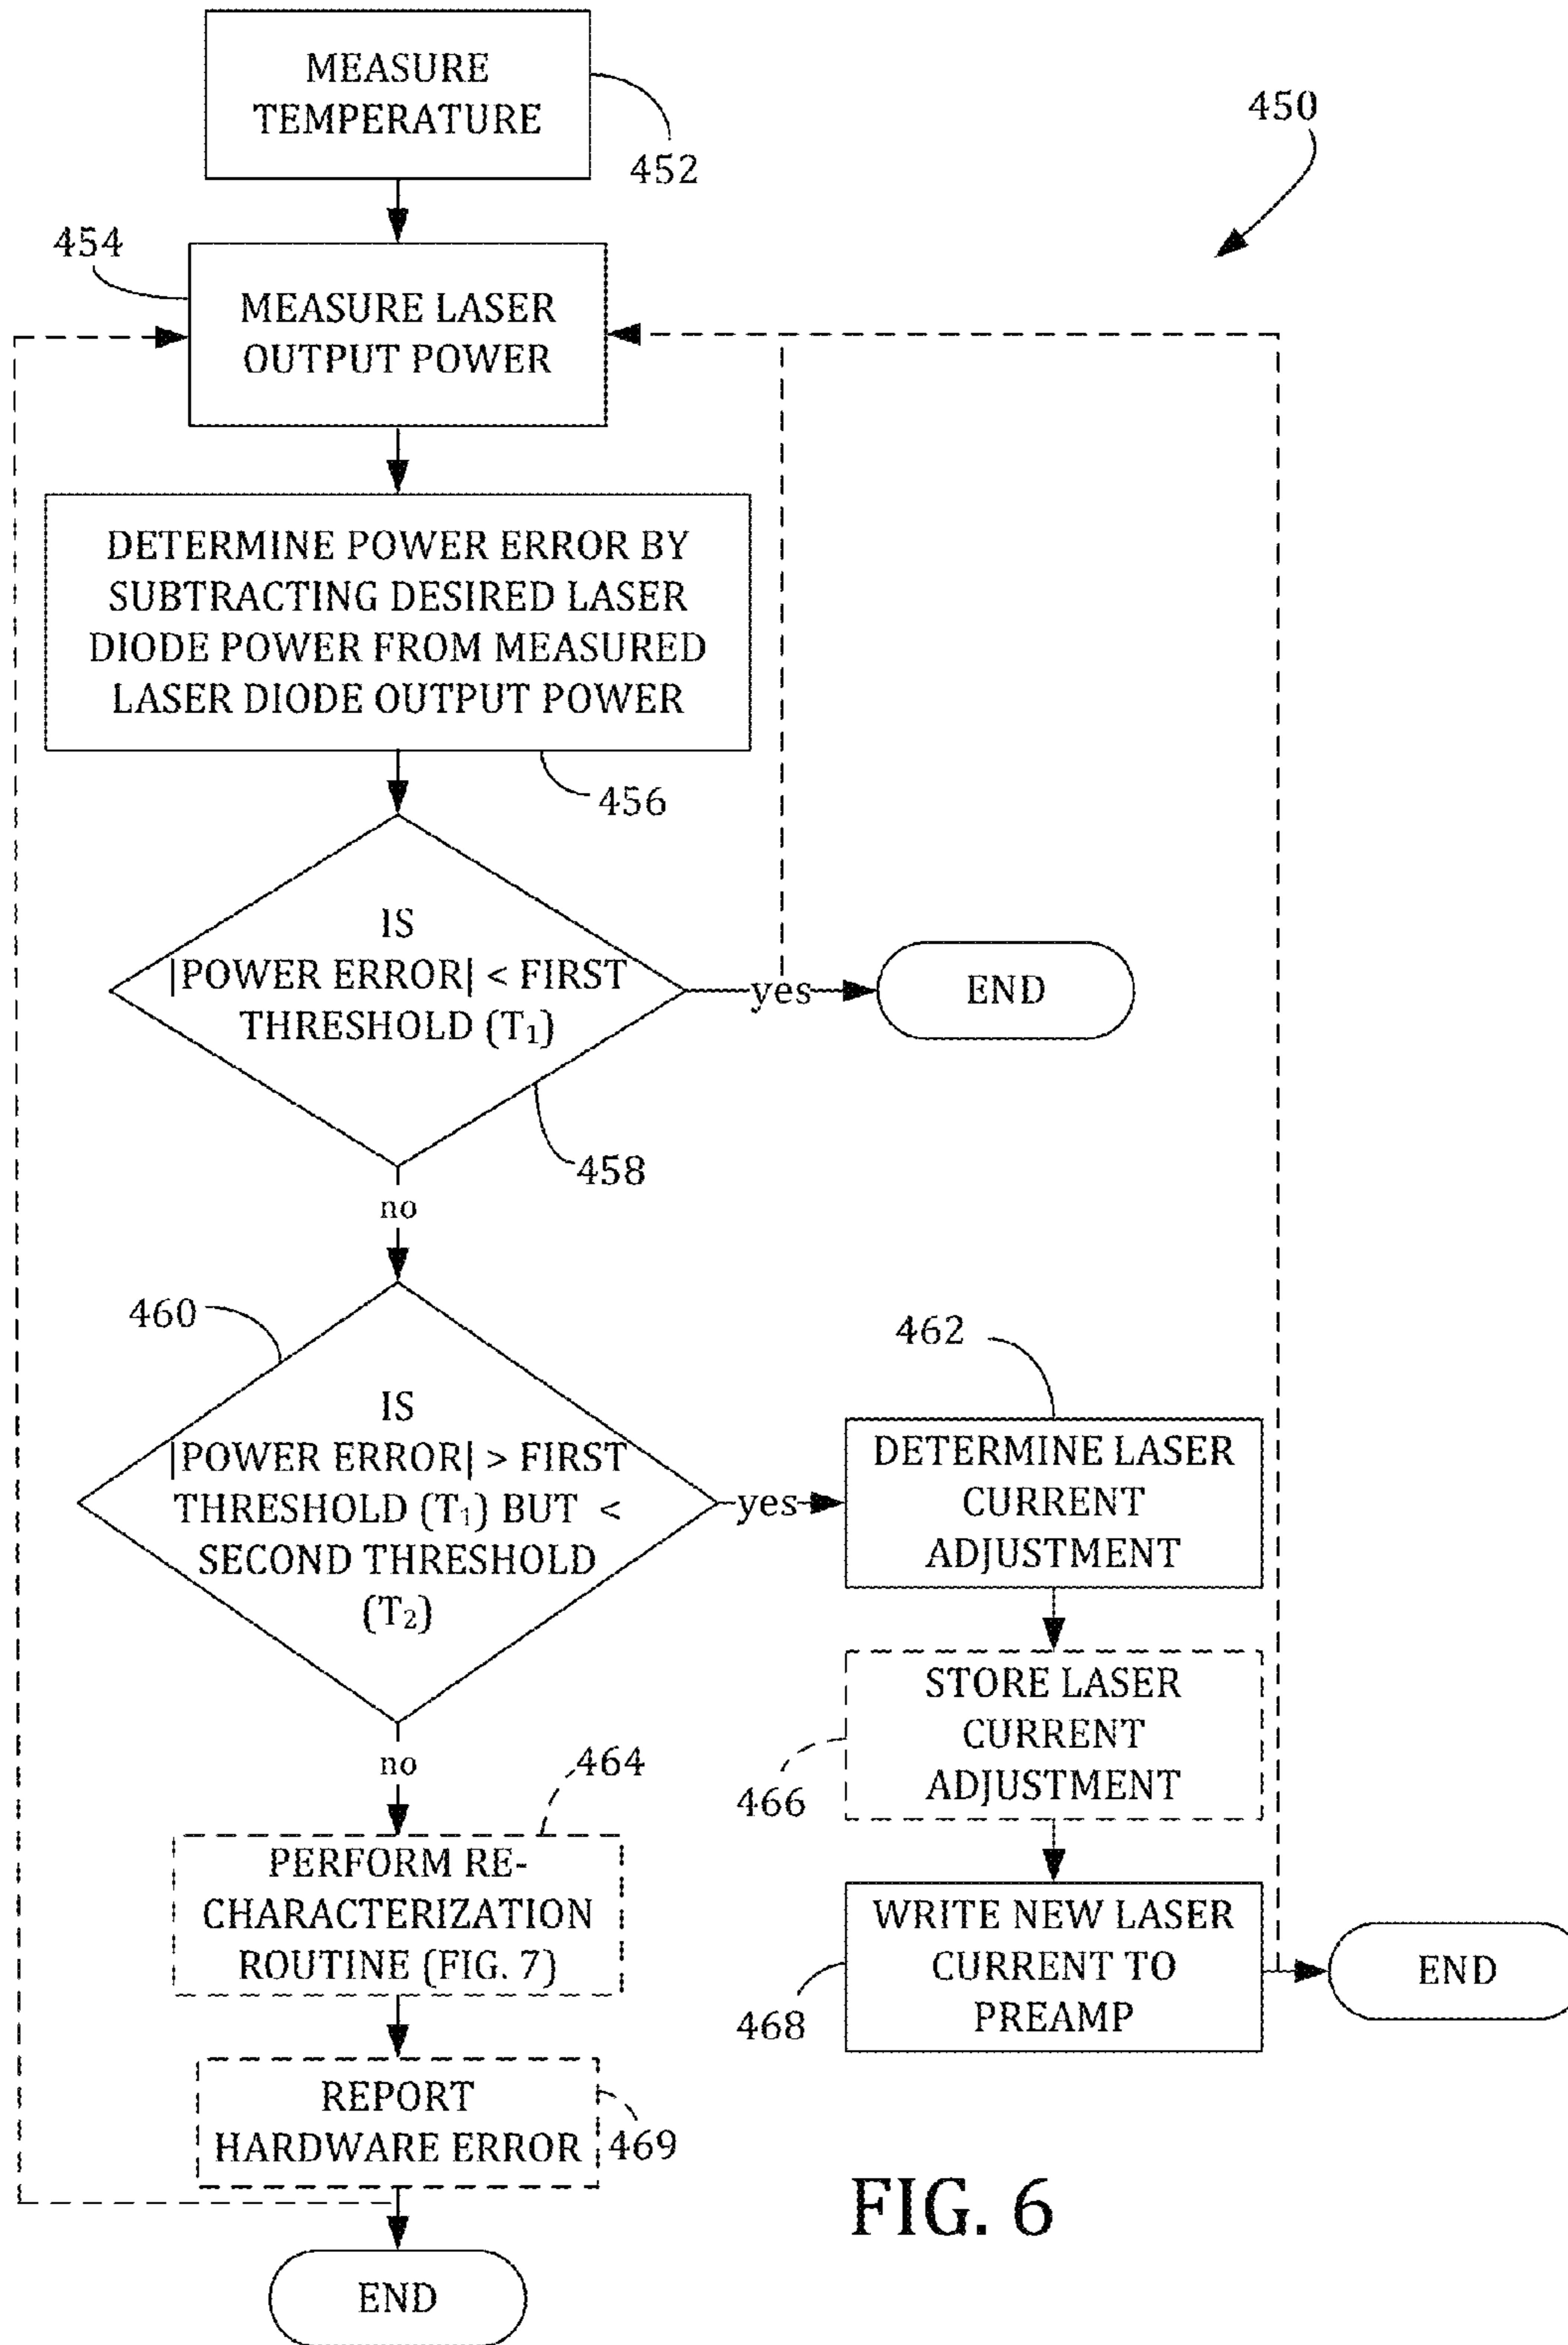 MEASURE
TEMPERATURE
452
450
454
MEASURE LASER
OUTPUT POWER
DETERMINE POWER ERROR BY
SUBTRACTING DESIRED LASER
DIODE POWER FROM MEASURED
LASER DIODE OUTPUT POWER
456
IS
|POWER ERROR| < FIRST
THRESHOLD (T₁)
yes
END
458
no
460
IS
|POWER ERROR| > FIRST
THRESHOLD (T₁) BUT <
SECOND THRESHOLD
(T₂)
yes
462
DETERMINE LASER
CURRENT
ADJUSTMENT
STORE LASER
CURRENT
ADJUSTMENT
466
WRITE NEW LASER
CURRENT TO
PREAMP
468
END
no
464
PERFORM RE-
CHARACTERIZATION
ROUTINE (FIG. 7)
REPORT
HARDWARE ERROR
469
END
FIG. 6